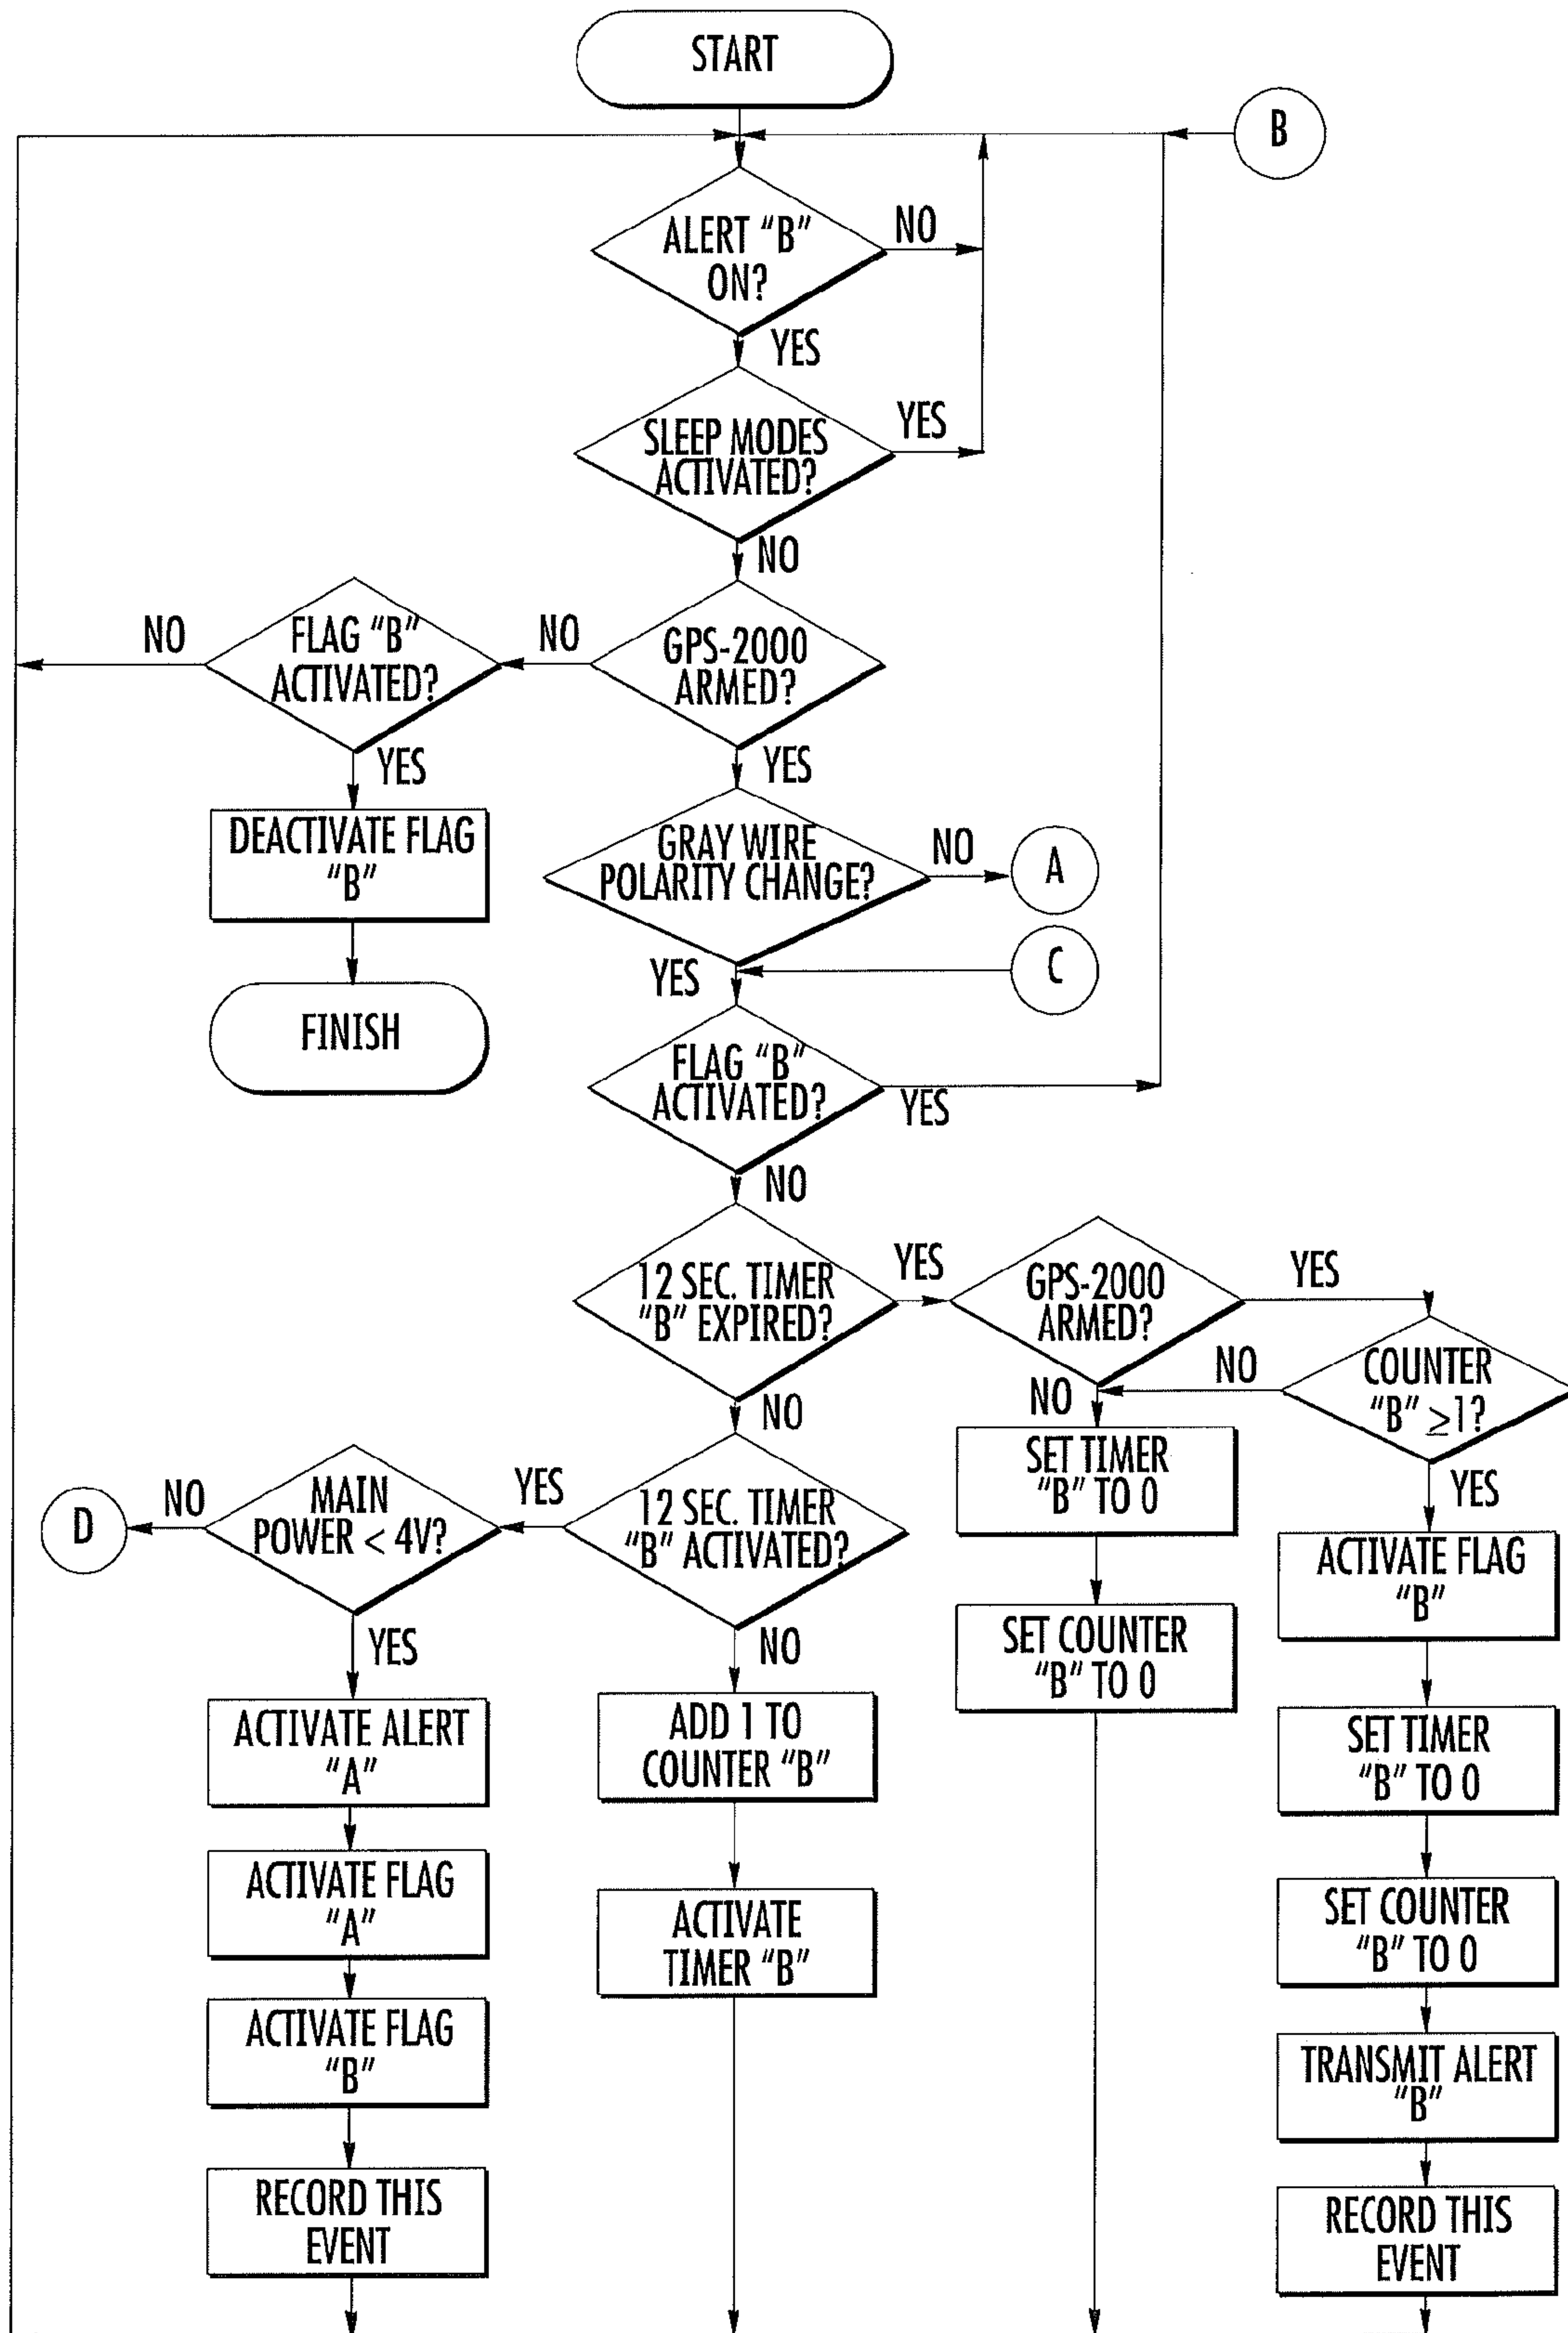 START
B
ALERT "B"
ON?
NO
YES
SLEEP MODES
ACTIVATED?
YES
NO
NO
FLAG "B"
ACTIVATED?
NO
GPS-2000
ARMED?
YES
YES
DEACTIVATE FLAG
"B"
GRAY WIRE
POLARITY CHANGE?
NO
A
YES
C
FINISH
FLAG "B"
ACTIVATED?
YES
NO
12 SEC. TIMER
"B" EXPIRED?
YES
GPS-2000
ARMED?
YES
NO
COUNTER
"B" ≥1?
NO
NO
YES
D
NO
MAIN
POWER < 4V?
YES
12 SEC. TIMER
"B" ACTIVATED?
SET TIMER
"B" TO 0
ACTIVATE FLAG
"B"
YES
NO
SET COUNTER
"B" TO 0
ACTIVATE ALERT
"A"
ADD 1 TO
COUNTER "B"
SET TIMER
"B" TO 0
ACTIVATE FLAG
"A"
ACTIVATE
TIMER "B"
SET COUNTER
"B" TO 0
ACTIVATE FLAG
"B"
TRANSMIT ALERT
"B"
RECORD THIS
EVENT
RECORD THIS
EVENT